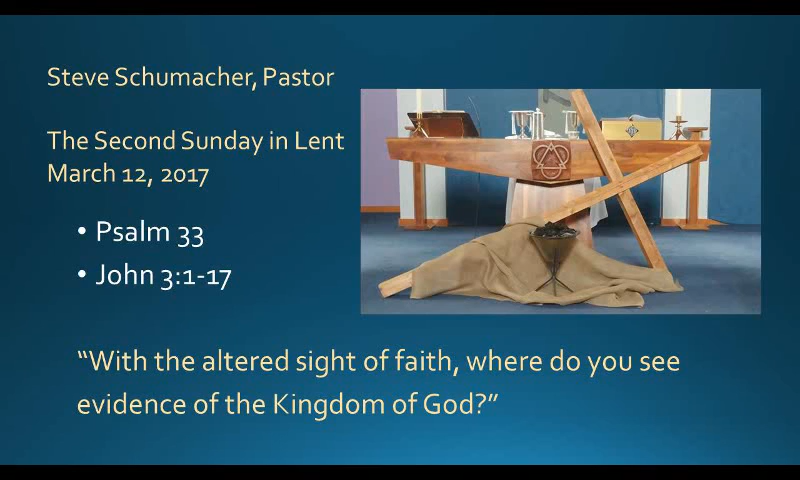 Steve Schumacher, Pastor
The Second Sunday in Lent
March 12, 2017
• Psalm 33
• John 3:1-17
“With the altered sight of faith, where do you see
evidence of the Kingdom of God?”